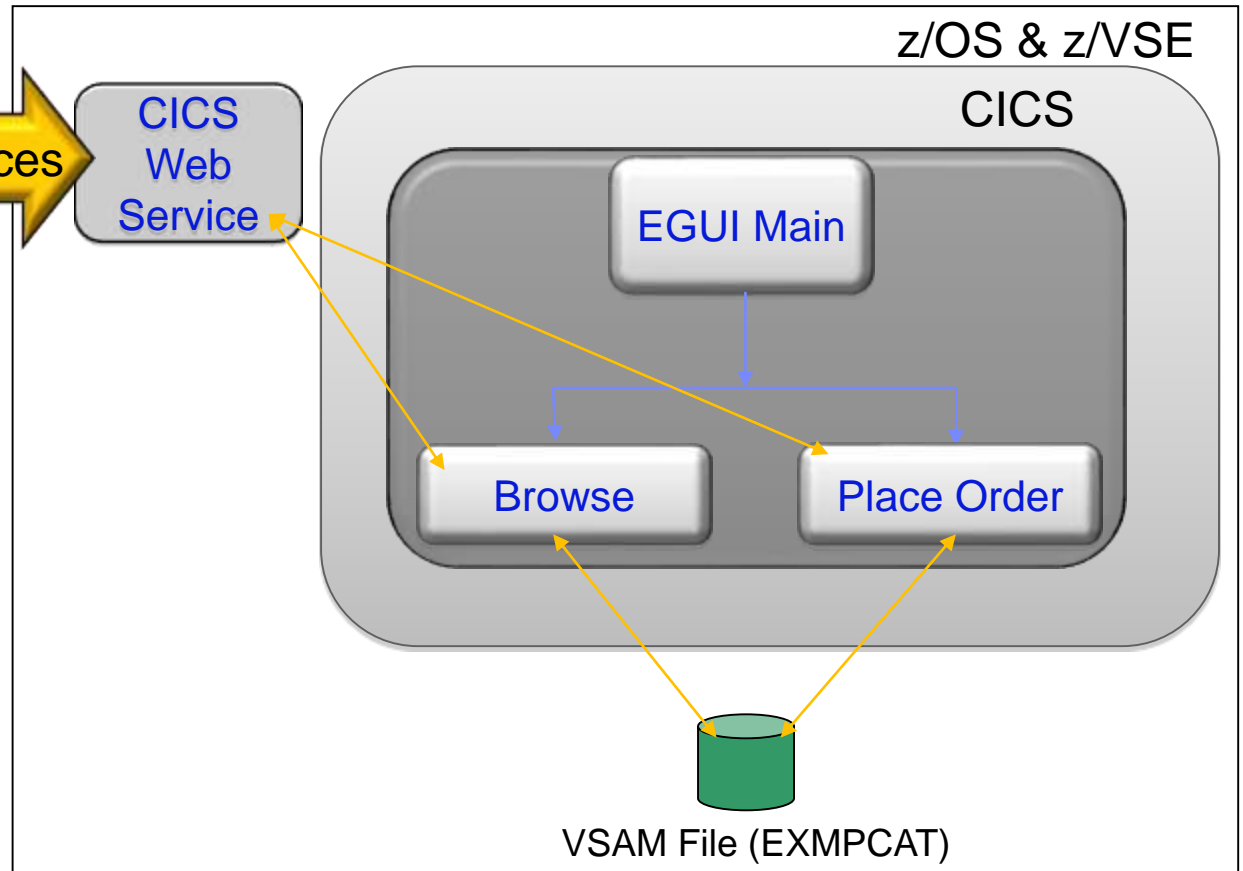 z/OS & z/VSE
CICS
CICS
Web
Service
ces
EGUI Main
Browse
Place Order
VSAM File (EXMPCAT)